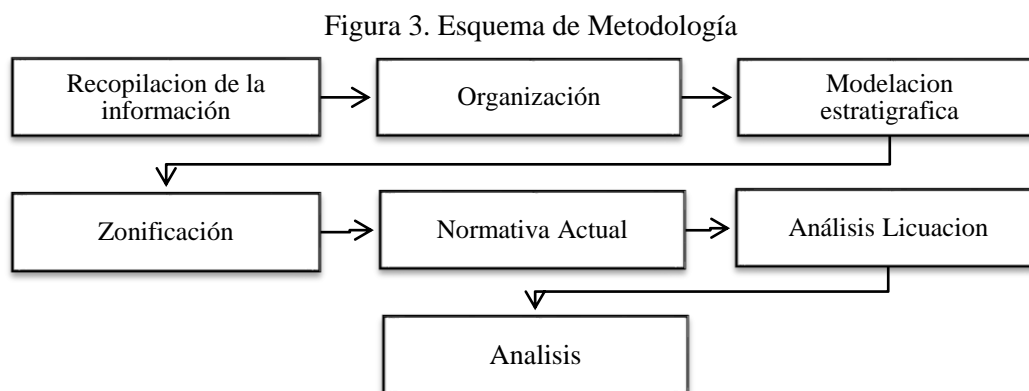 Figura 3. Esquema de Metodología
Recopilacion de la
información
Organización
Modelacion
estratigrafica
Zonificación
Normativa Actual
Análisis Licuacion
Analisis